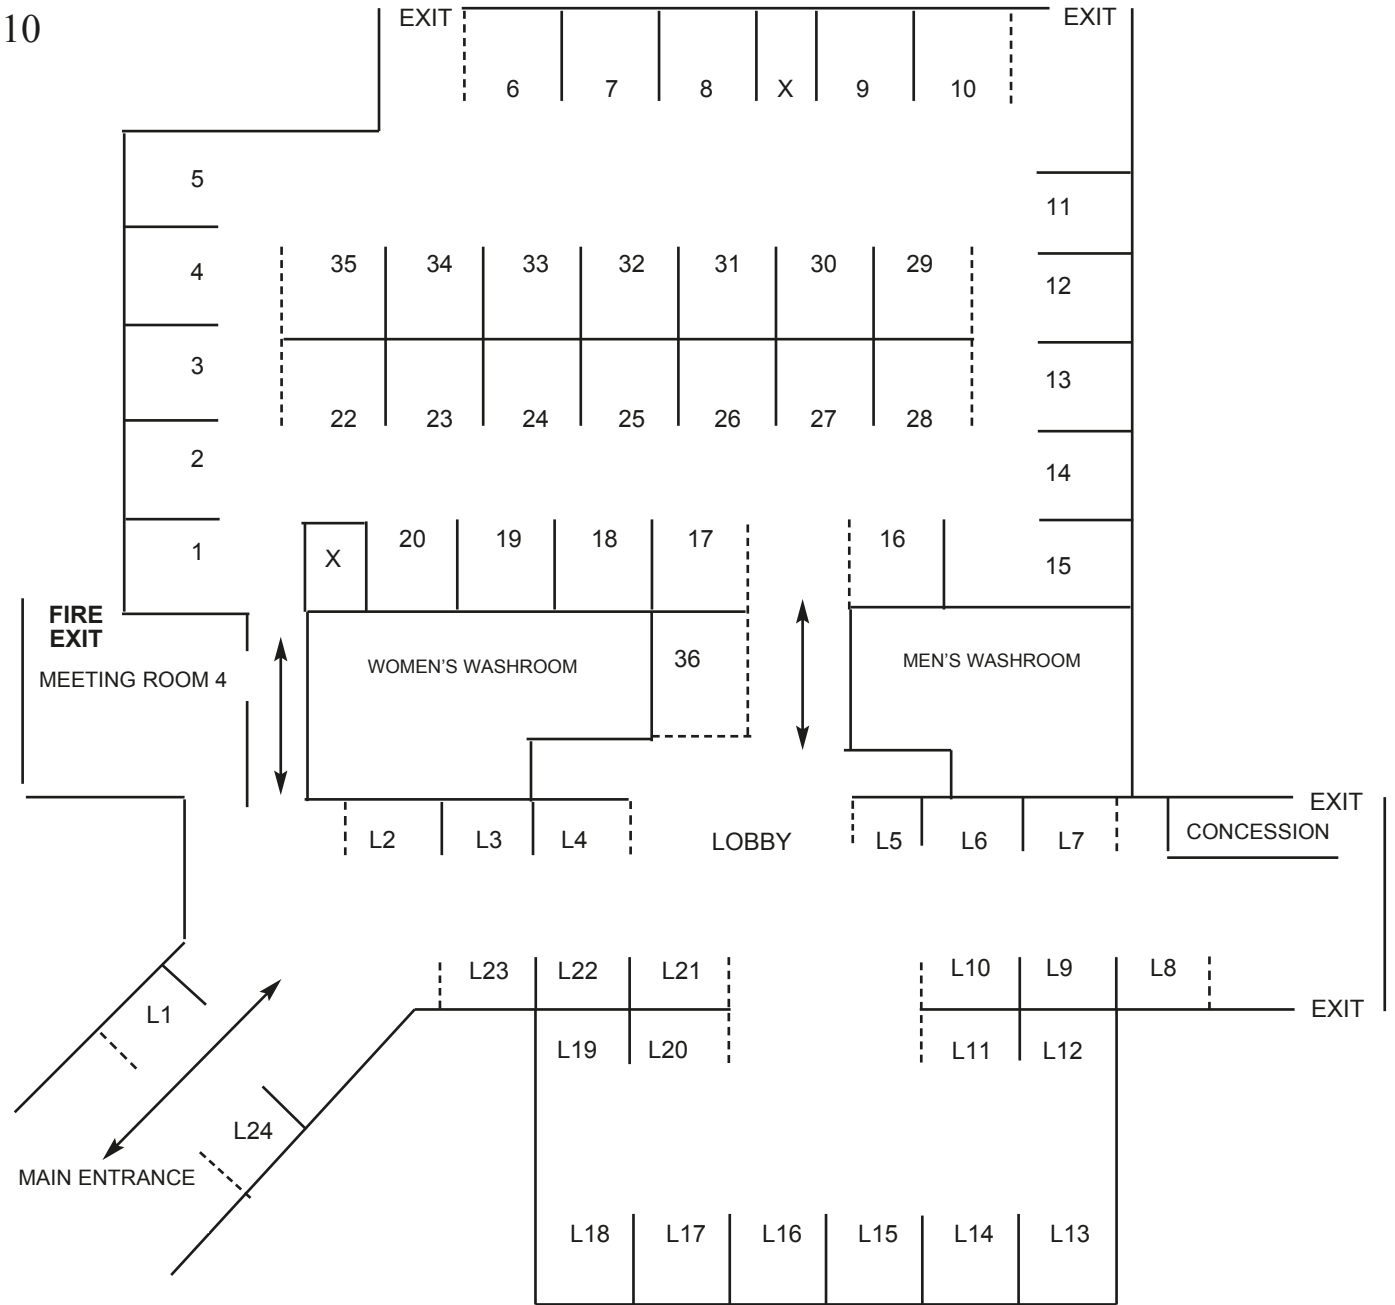 10
EXIT
EXIT
6 7 8 X 9 10
5
11
4
35 34 33 32 31 30 29
12
3
13
22 23 24 25 26 27 28
2
14
1
X
20 19 18 17
16
15
FIRE
EXIT
MEETING ROOM 4
WOMEN'S WASHROOM
36
MEN'S WASHROOM
EXIT
L2 L3 L4
LOBBY
L5 L6 L7
CONCESSION
L23 L22 L21
L10 L9 L8
EXIT
L1
L19 L20
L11 L12
L24
MAIN ENTRANCE
L18 L17 L16 L15 L14 L13